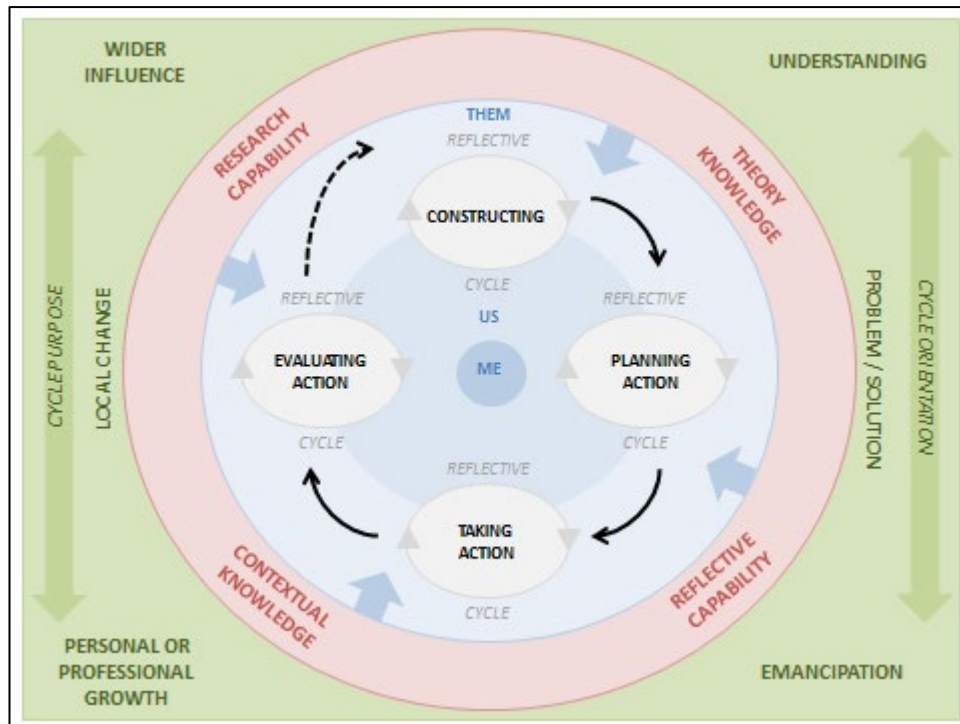 WIDER
INFLUENCE
UNDERSTANDING
RESEARCH
CAPABILITY
THEORY
KNOWLEDGE
THEM
REFLECTIVE
CONSTRUCTING
CYCLE
REFLECTIVE
EVALUATING
ACTION
CYCLE
US
ME
REFLECTIVE
PLANNING
ACTION
CYCLE
REFLECTIVE
TAKING
ACTION
CYCLE
CYCLE PURPOSE
LOCAL CHANGE
PROBLEM / SOLUTION
CYCLE ORIENTATION
CONTEXTUAL
KNOWLEDGE
REFLECTIVE
CAPABILITY
PERSONAL OR
PROFESSIONAL
GROWTH
EMANCIPATION